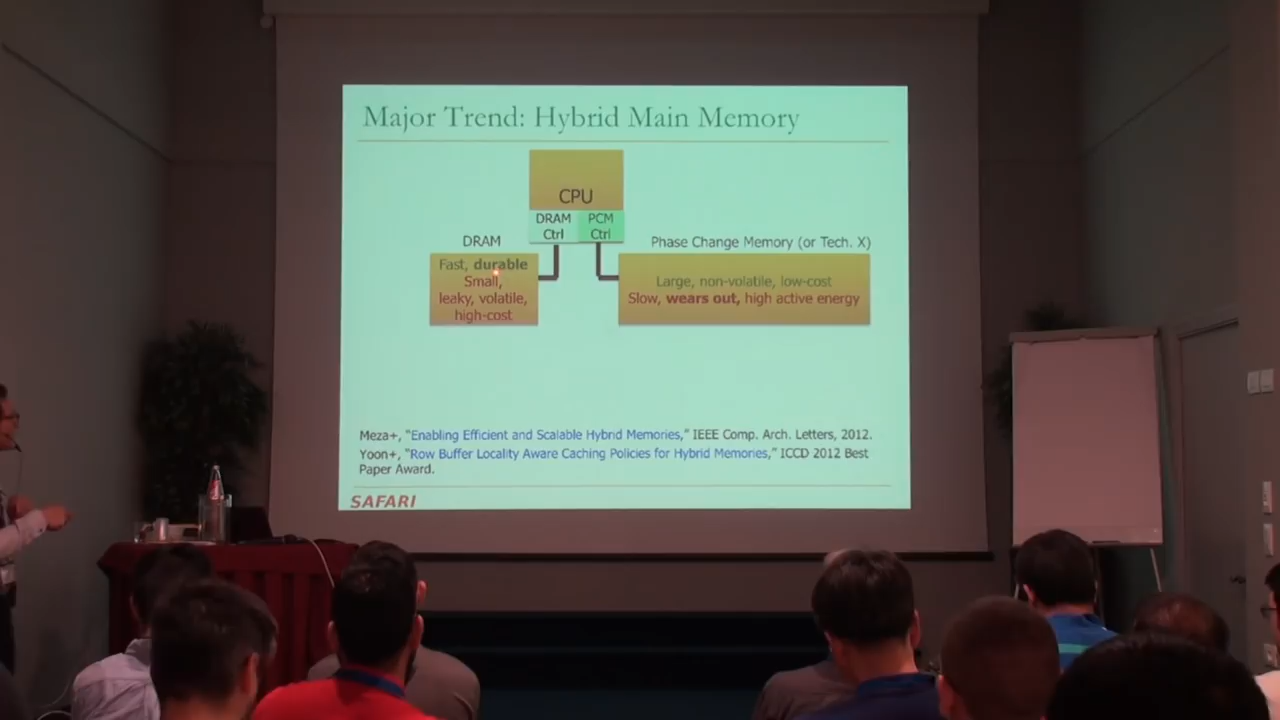 Major Trend: Hybrid Main Memory
CPU
DRAM
Ctrl
PCM
Ctrl
DRAM
Fast, durable
Small,
leaky, volatile,
high-cost
Phase Change Memory (or Tech. X)
Large, non-volatile, low-cost
Slow, wears out, high active energy
Meza+, “Enabling Efficient and Scalable Hybrid Memories,” IEEE Comp. Arch. Letters, 2012.
Yoon+, “Row Buffer Locality Aware Caching Policies for Hybrid Memories,” ICCD 2012 Best
Paper Award.
SAFARI